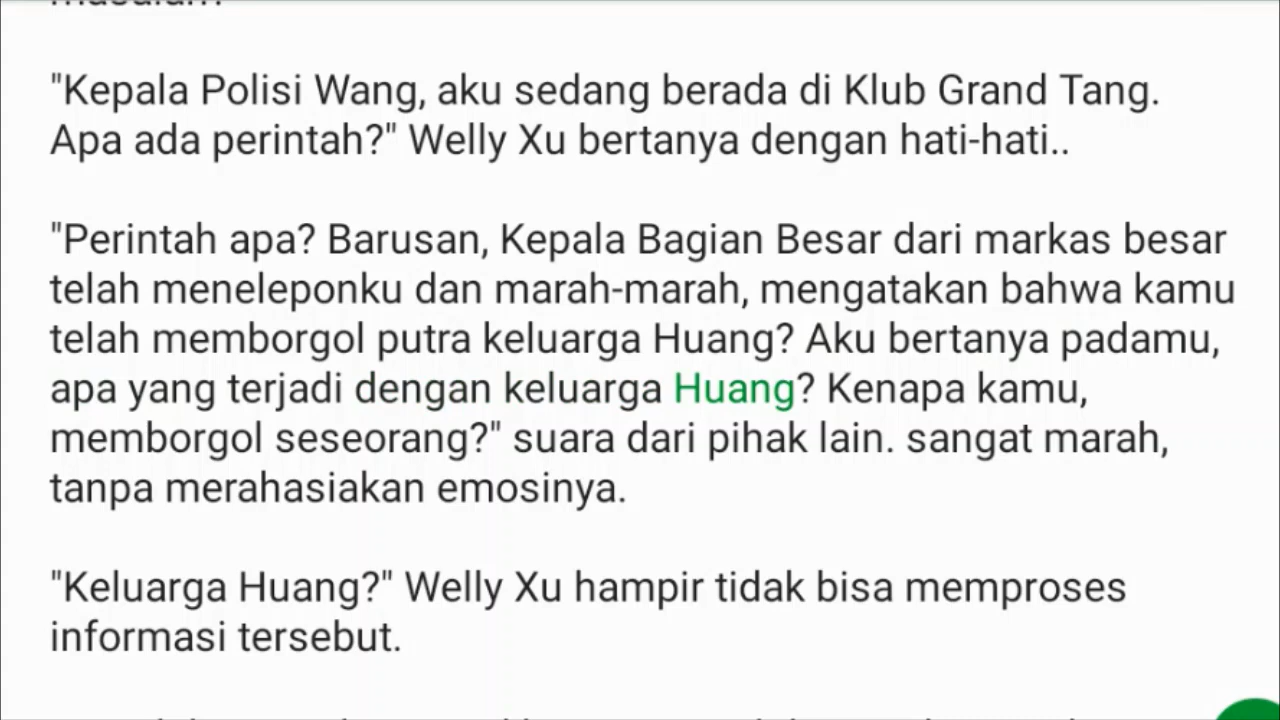 "Kepala Polisi Wang, aku sedang berada di Klub Grand Tang.
Apa ada perintah?" Welly Xu bertanya dengan hati-hati..
"Perintah apa? Barusan, Kepala Bagian Besar dari markas besar
telah meneleponku dan marah-marah, mengatakan bahwa kamu
telah memborgol putra keluarga Huang? Aku bertanya padamu,
apa yang terjadi dengan keluarga Huang? Kenapa kamu,
memborgol seseorang?" suara dari pihak lain. sangat marah,
tanpa merahasiakan emosinya.
"Keluarga Huang?" Welly Xu hampir tidak bisa memproses
informasi tersebut.